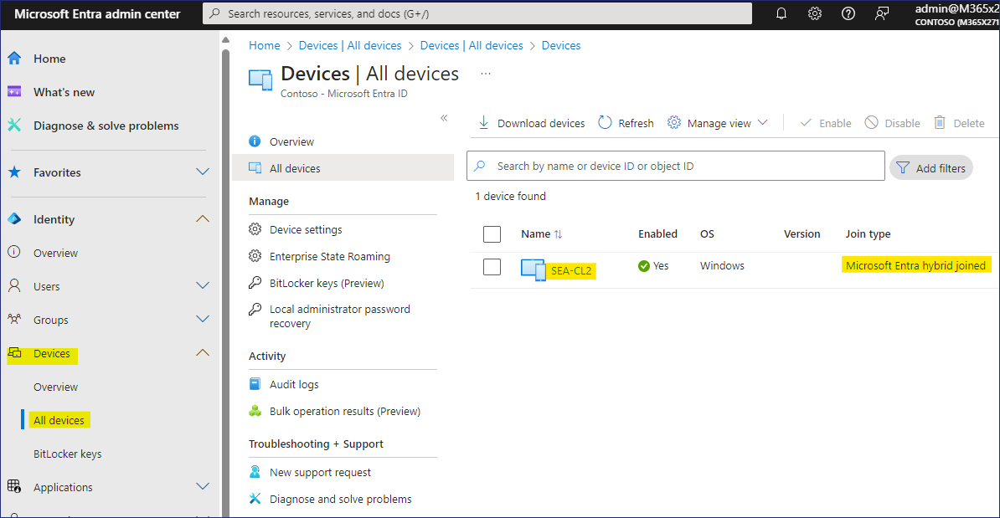 Microsoft Entra admin center
Search resources, services, and docs (G+/)
admin@M365x2
CONTOSO (M365X271
Home
What's new
Diagnose & solve problems
Favorites
Identity
Overview
Users
Groups
Devices
Overview
All devices
BitLocker keys
Applications
Home > Devices | All devices > Devices | All devices > Devices
Devices | All devices ...
Contoso - Microsoft Entra ID
Overview
All devices
Manage
Device settings
Enterprise State Roaming
BitLocker keys (Preview)
Local administrator password
recovery
Activity
Audit logs
Bulk operation results (Preview)
Troubleshooting + Support
New support request
Diagnose and solve problems
Download devices Refresh Manage view Enable Disable Delete
Search by name or device ID or object ID
Add filters
1 device found
Name ↑↓ Enabled OS Version Join type
SEA-CL2 Yes Windows Microsoft Entra hybrid joined